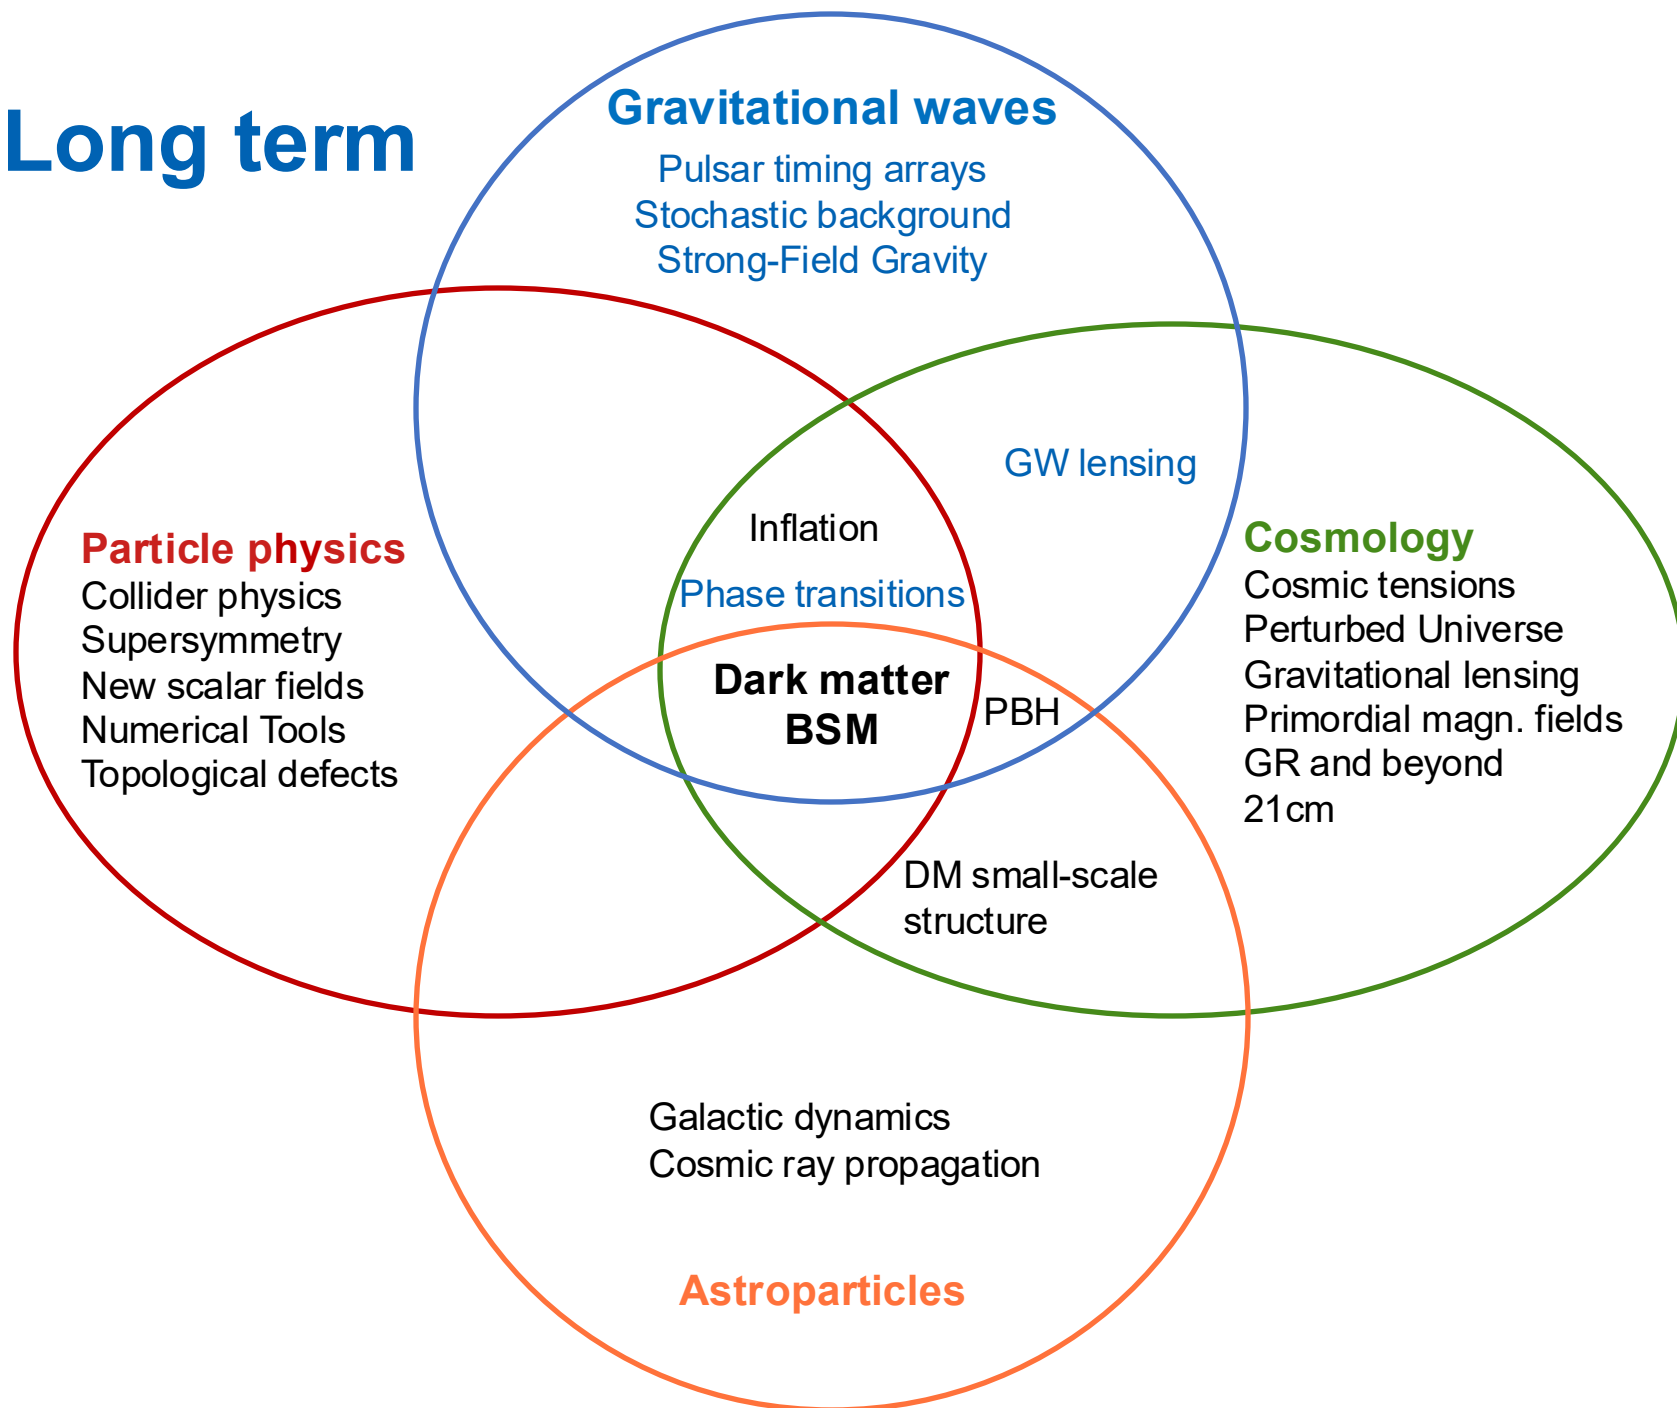 Long term
Gravitational waves
Pulsar timing arrays
Stochastic background
Strong-Field Gravity
GW lensing
Inflation
Phase transitions
Particle physics
Collider physics
Supersymmetry
New scalar fields
Numerical Tools
Topological defects
Dark matter
BSM
PBH
Cosmology
Cosmic tensions
Perturbed Universe
Gravitational lensing
Primordial magn. fields
GR and beyond
21cm
DM small-scale
structure
Galactic dynamics
Cosmic ray propagation
Astroparticles